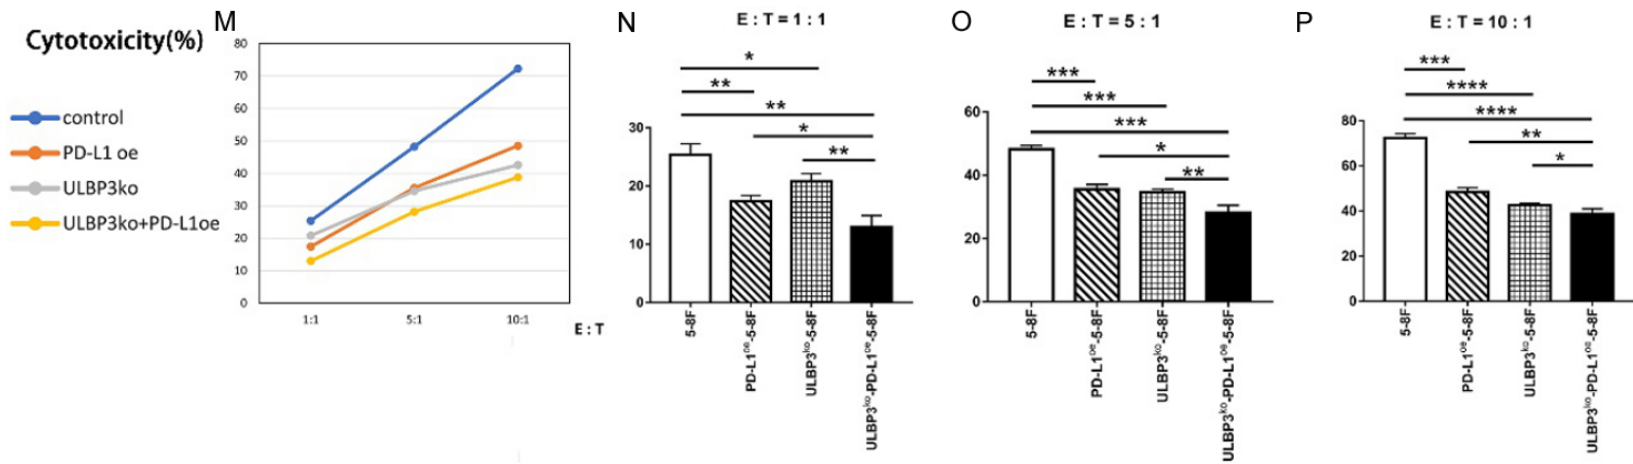 M
Cytotoxicity(%)
control
PD-L1 oe
ULBP3ko
ULBP3ko+PD-L1oe
80
70
60
50
40
30
20
10
0
1:1
5:1
10:1
E : T
N
E : T = 1 : 1
*
**
**
*
**
30
20
10
0
5-8F
PD-L1oe-5-8F
ULBP3ko-5-8F
ULBP3ko-PD-L1oe-5-8F
O
E : T = 5 : 1
***
***
***
*
**
60
40
20
0
5-8F
PD-L1oe-5-8F
ULBP3ko-5-8F
ULBP3ko-PD-L1oe-5-8F
P
E : T = 10 : 1
***
****
****
**
*
80
60
40
20
0
5-8F
PD-L1oe-5-8F
ULBP3ko-5-8F
ULBP3ko-PD-L1oe-5-8F